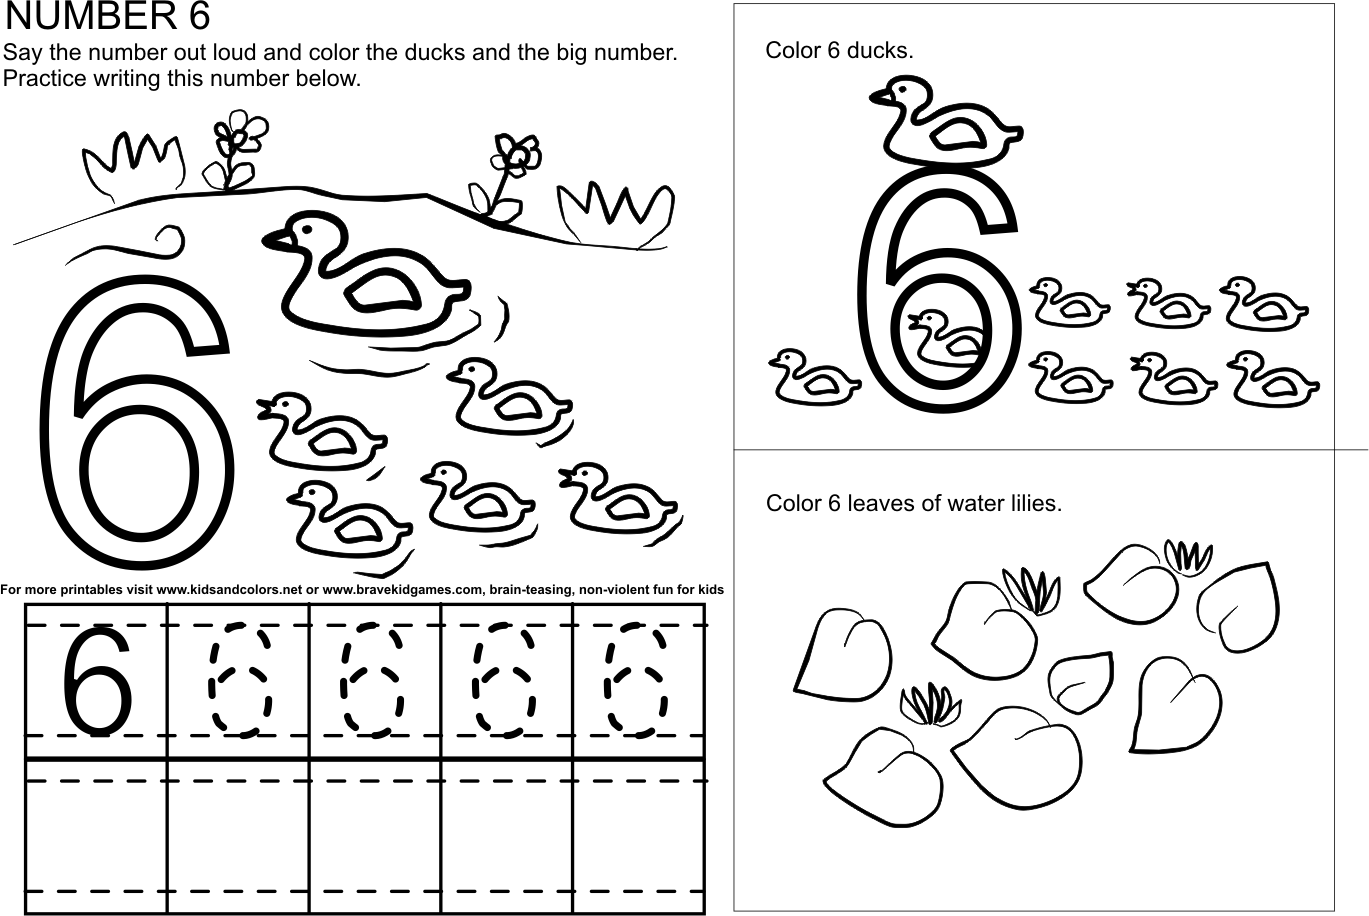 NUMBER 6
Say the number out loud and color the ducks and the big number.
Practice writing this number below.
6
For more printables visit www.kidsandcolors.net or www.bravekidgames.com, brain-teasing, non-violent fun for kids
6 6 6 6 6
Color 6 ducks.
6
Color 6 leaves of water lilies.